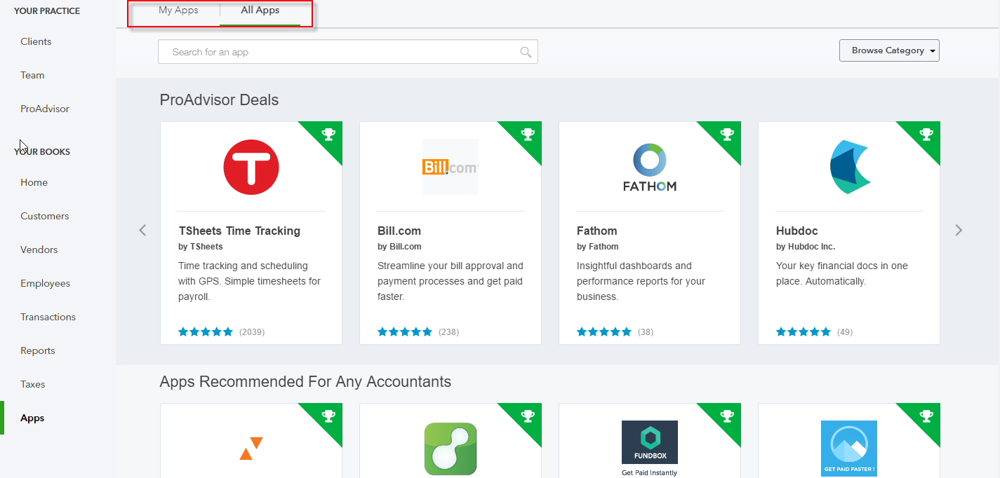 YOUR PRACTICE
Clients
Team
ProAdvisor
YOUR BOOKS
Home
Customers
Vendors
Employees
Transactions
Reports
Taxes
Apps
My Apps
All Apps
Search for an app
Browse Category
ProAdvisor Deals
T
TSheets Time Tracking
by TSheets
Time tracking and scheduling
with GPS. Simple timesheets for
payroll.
(2039)
Bill.com
Bill.com
by Bill.com
Streamline your bill approval and
payment processes and get paid
faster.
(238)
FATHOM
Fathom
by Fathom
Insightful dashboards and
performance reports for your
business.
(38)
Hubdoc
by Hubdoc Inc.
Your key financial docs in one
place. Automatically.
(49)
Apps Recommended For Any Accountants
FUNDBOX
Get Paid Instantly
GET PAID FASTER !